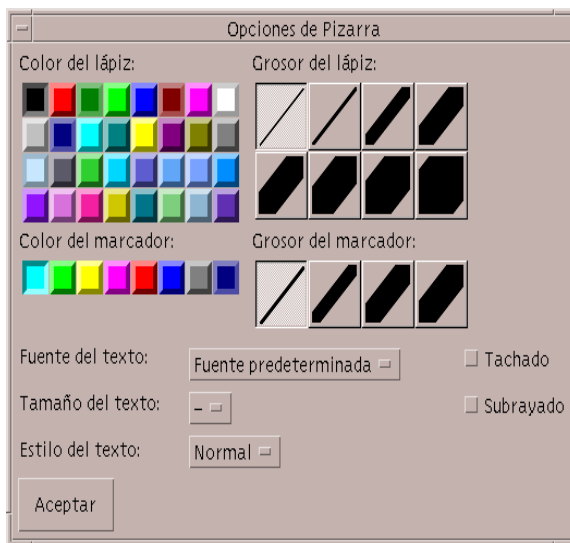 Opciones de Pizarra
Color del lápiz: Grosor del lápiz:
Color del marcador: Grosor del marcador:
Fuente del texto: Fuente predeterminada Tachado
Tamaño del texto: – Subrayado
Estilo del texto: Normal
Aceptar